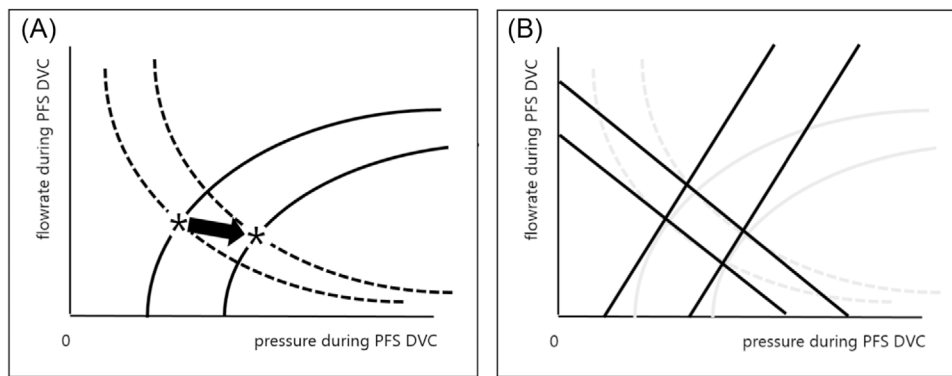 (A)
flowrate during PFS DVC
* *
0
pressure during PFS DVC
(B)
flowrate during PFS DVC
0
pressure during PFS DVC